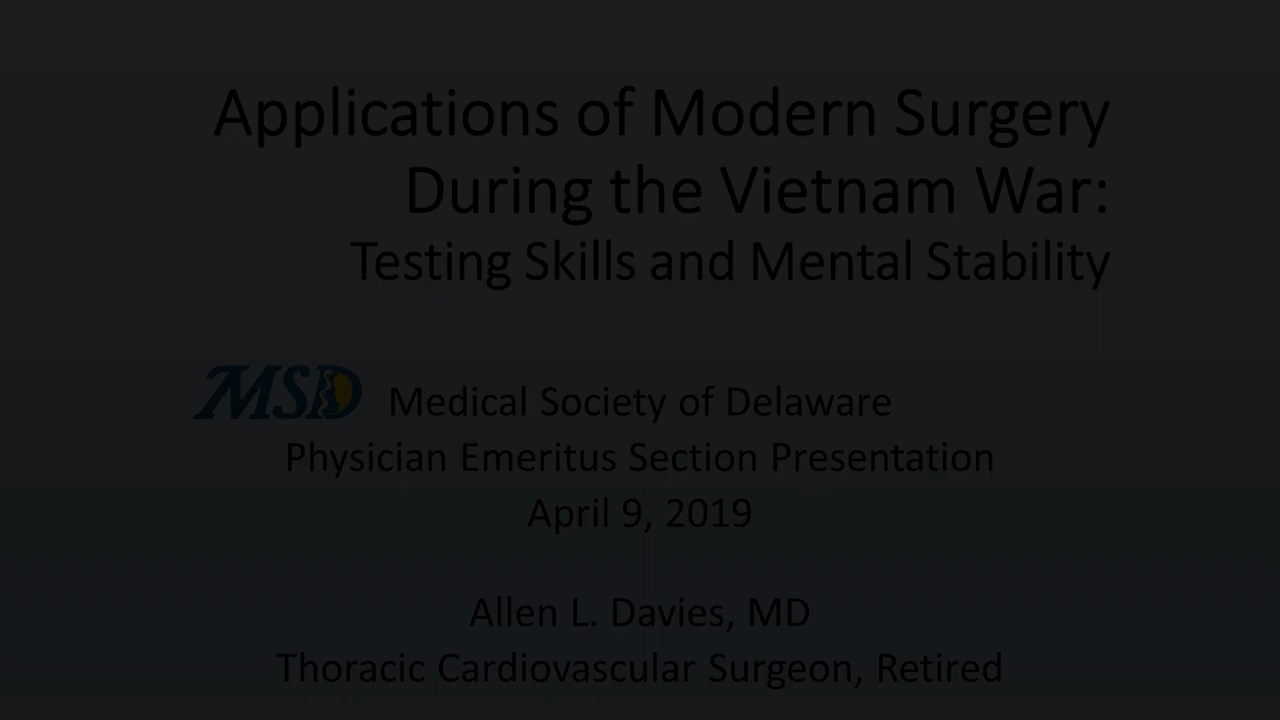 Applications of Modern Surgery
During the Vietnam War:
Testing Skills and Mental Stability
MSD Medical Society of Delaware
Physician Emeritus Section Presentation
April 9, 2019
Allen L. Davies, MD
Thoracic Cardiovascular Surgeon, Retired